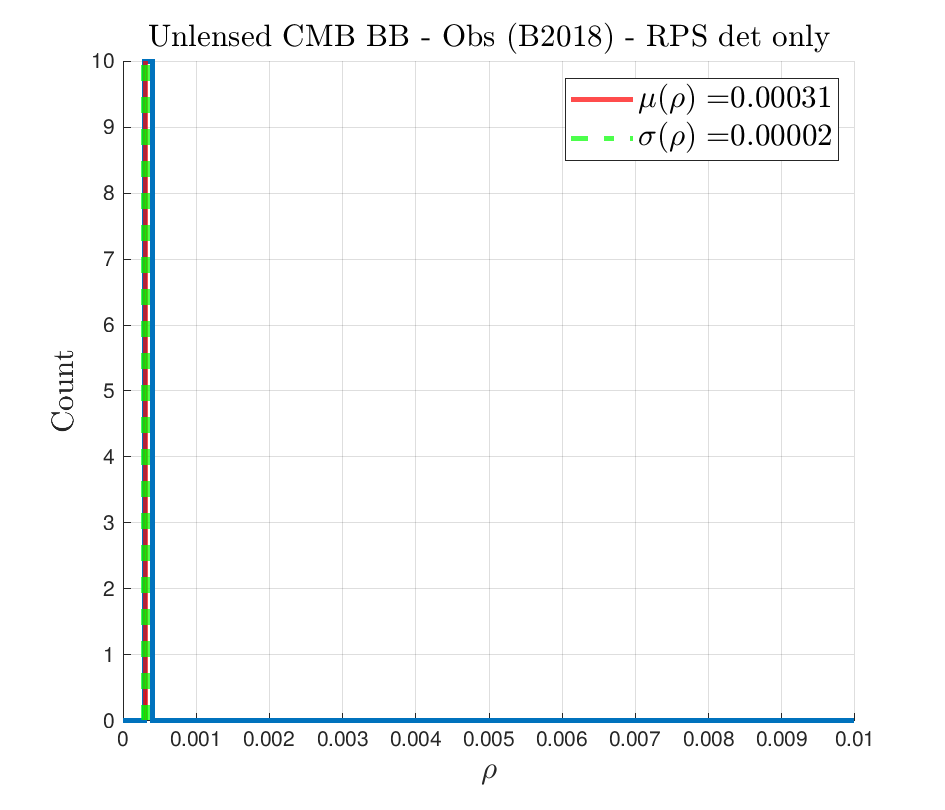 Unlensed CMB BB - Obs (B2018) - RPS det only
μ(ρ) =0.00031
σ(ρ) =0.00002
10
9
8
7
6
5
4
3
2
1
0
Count
0 0.001 0.002 0.003 0.004 0.005 0.006 0.007 0.008 0.009 0.01
ρ